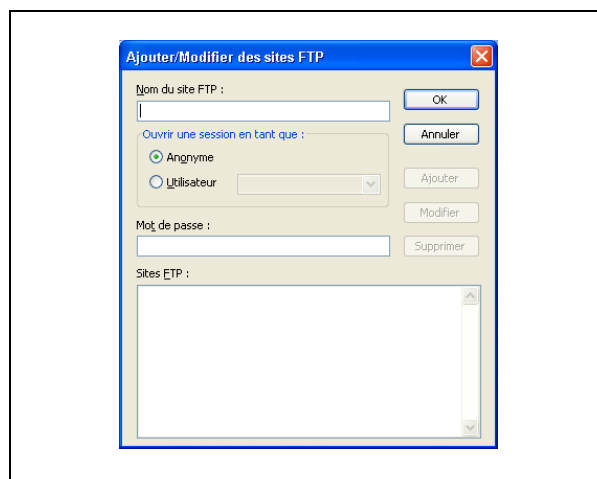 Ajouter/Modifier des sites FTP
Nom du site FTP :
OK
Ouvrir une session en tant que :
Annuler
Anonyme
Utilisateur
Ajouter
Modifier
Mot de passe :
Supprimer
Sites FTP :